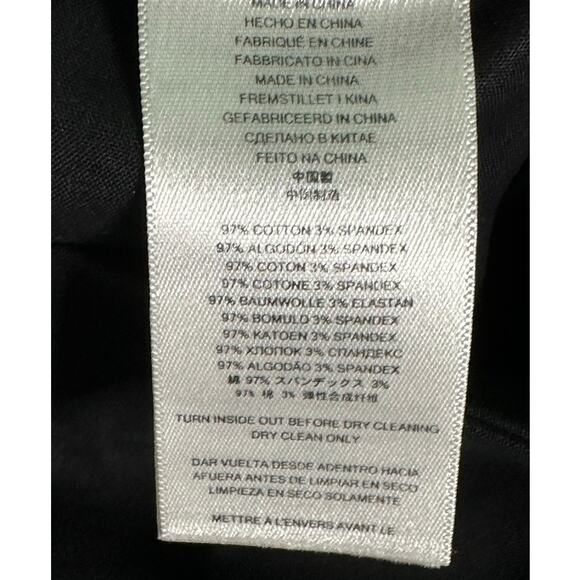 MADE IN CHINA
HECHO EN CHINA
FABRIQUÉ EN CHINE
FABBRICATO IN CINA
MADE IN CHINA
FREMSTILLET I KINA
GEFABRICEERD IN CHINA
СДЕЛАНО В КИТАЕ
FEITO NA CHINA
中国製
中国制造
97% COTTON 3% SPANDEX
97% ALGODÓN 3% SPANDEX
97% COTON 3% SPANDEX
97% COTONE 3% SPANDEX
97% BAUMWOLLE 3% ELASTAN
97% BOMULD 3% SPANDEX
97% KATOEN 3% SPANDEX
97% ХЛОПОК 3% СПАНДЕКС
97% ALGODÃO 3% SPANDEX
綿 97% スパンデックス 3%
97% 棉 3% 弹性合成纤维
TURN INSIDE OUT BEFORE DRY CLEANING
DRY CLEAN ONLY
DAR VUELTA DESDE ADENTRO HACIA
AFUERA ANTES DE LIMPIAR EN SECO
LIMPIEZA EN SECO SOLAMENTE
METTRE À L'ENVERS AVANT LE